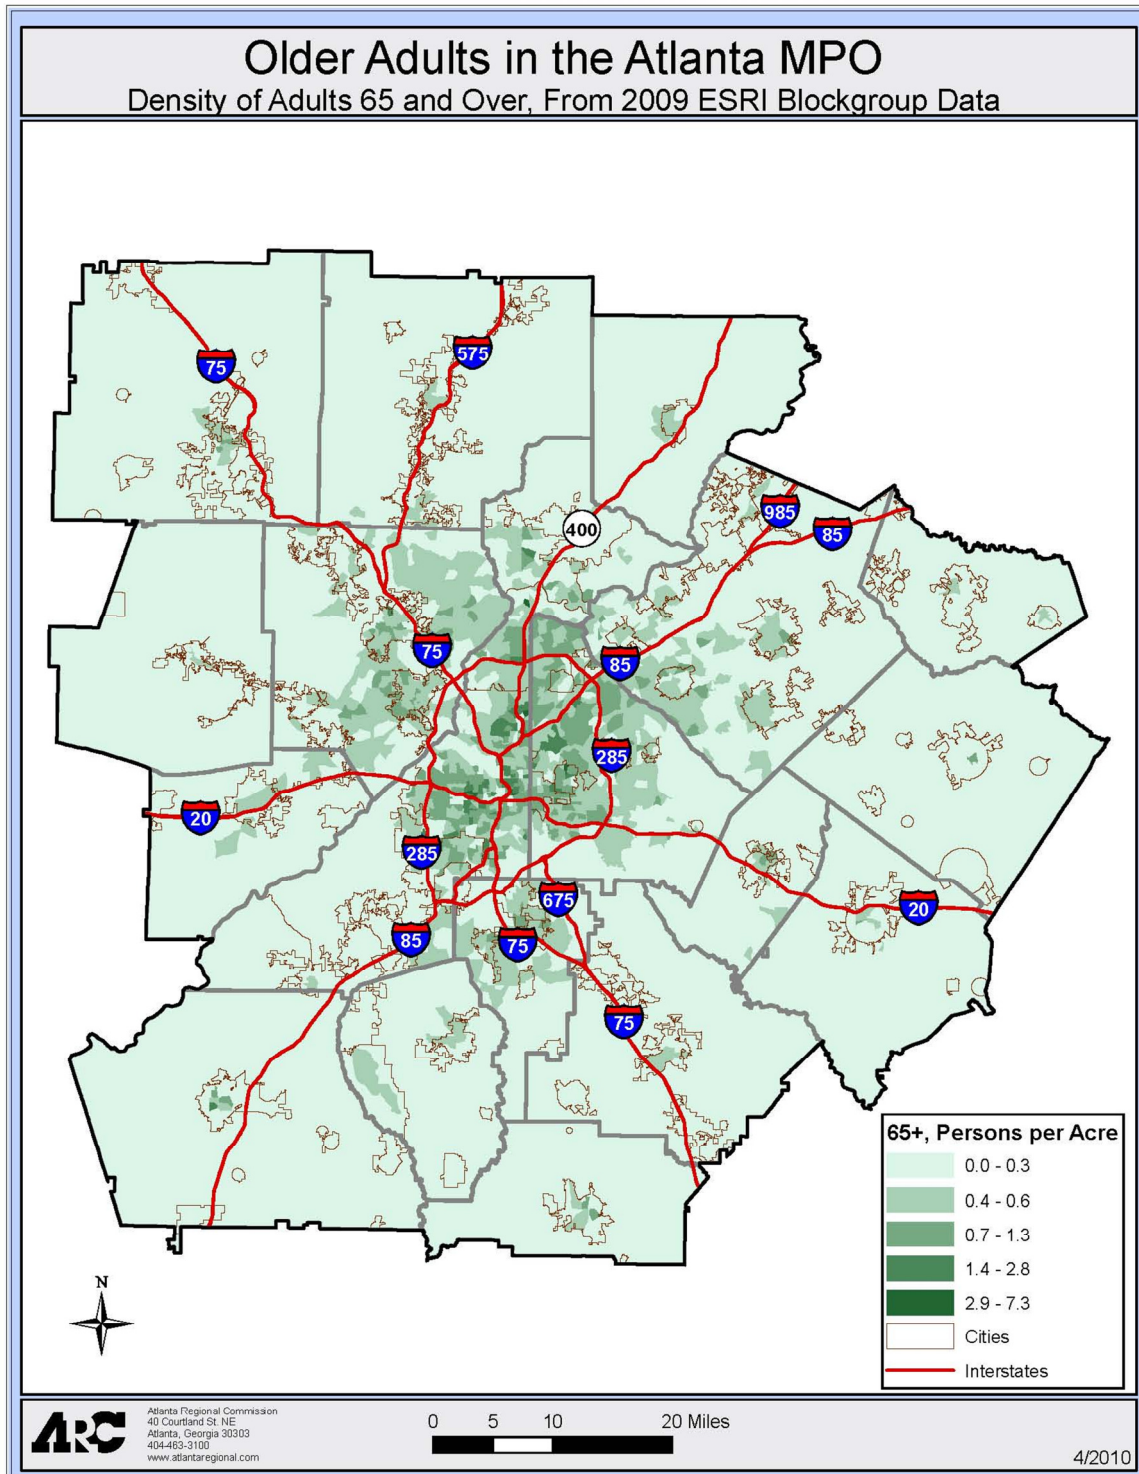 Older Adults in the Atlanta MPO
Density of Adults 65 and Over, From 2009 ESRI Blockgroup Data
75
575
400
985
85
75
85
285
20
285
675
20
85
75
75
65+, Persons per Acre
0.0 - 0.3
0.4 - 0.6
0.7 - 1.3
1.4 - 2.8
2.9 - 7.3
Cities
Interstates
N
ARC
Atlanta Regional Commission
40 Courtland St. NE
Atlanta, Georgia 30303
404-463-3100
www.atlantaregional.com
0 5 10 20 Miles
4/2010